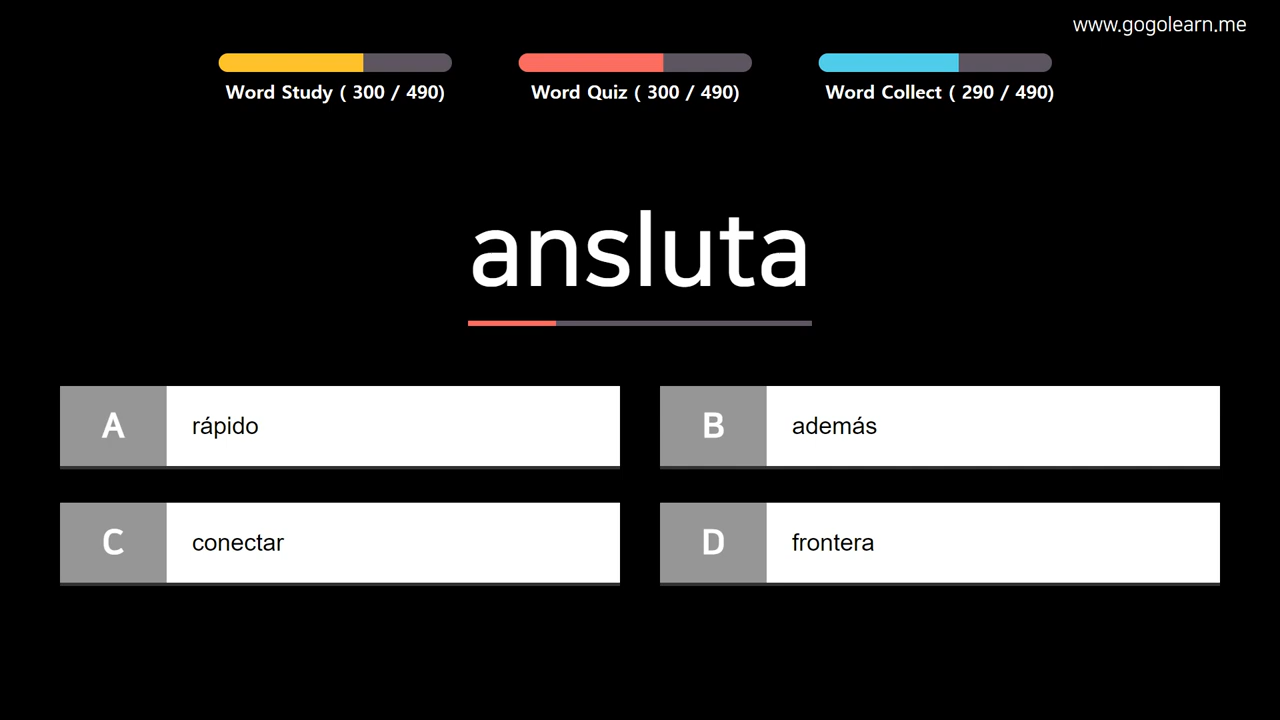 www.gogolearn.me
Word Study ( 300 / 490)
Word Quiz ( 300 / 490)
Word Collect ( 290 / 490)
ansluta
A rápido
B además
C conectar
D frontera